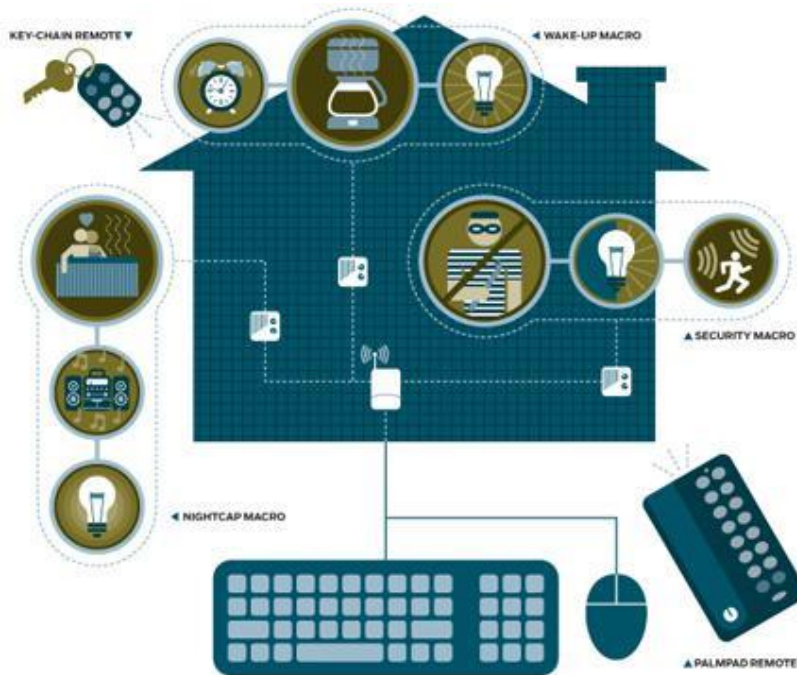 KEY-CHAIN REMOTE ▼
◀ WAKE-UP MACRO
▲ SECURITY MACRO
◀ NIGHTCAP MACRO
▲ PALMPAD REMOTE